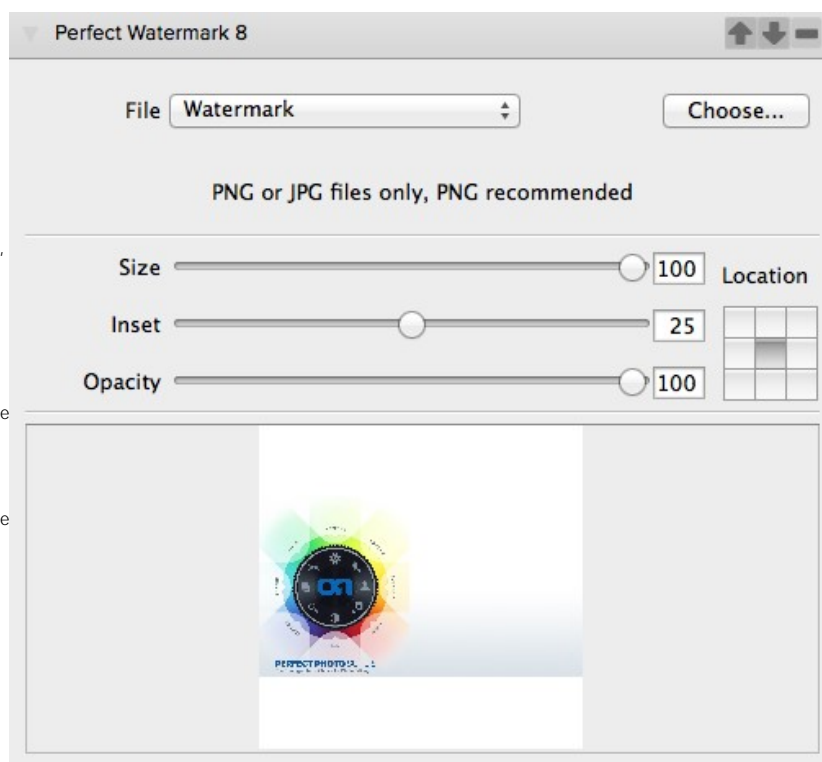 Perfect Watermark 8
File Watermark Choose...
PNG or JPG files only, PNG recommended
,
Size 100 Location
Inset 25
Opacity 100
e
e
on
PERFECT PHOTO